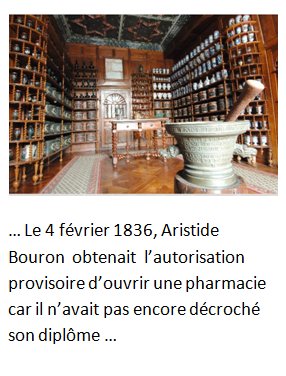 ... Le 4 février 1836, Aristide
Bouron obtenait l’autorisation
provisoire d’ouvrir une pharmacie
car il n’avait pas encore décroché
son diplôme ...